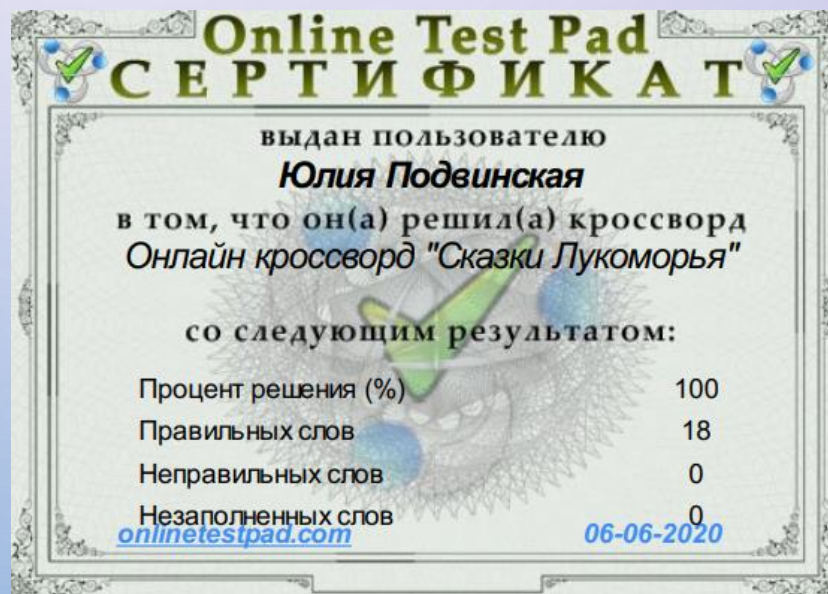 Online Test Pad
СЕРТИФИКАТ
выдан пользователю
Юлия Подвинская
в том, что он(а) решил(а) кроссворд
Онлайн кроссворд "Сказки Лукоморья"
со следующим результатом:
Процент решения (%) 100
Правильных слов 18
Неправильных слов 0
Незаполненных слов 0
onlinetestpad.com 06-06-2020